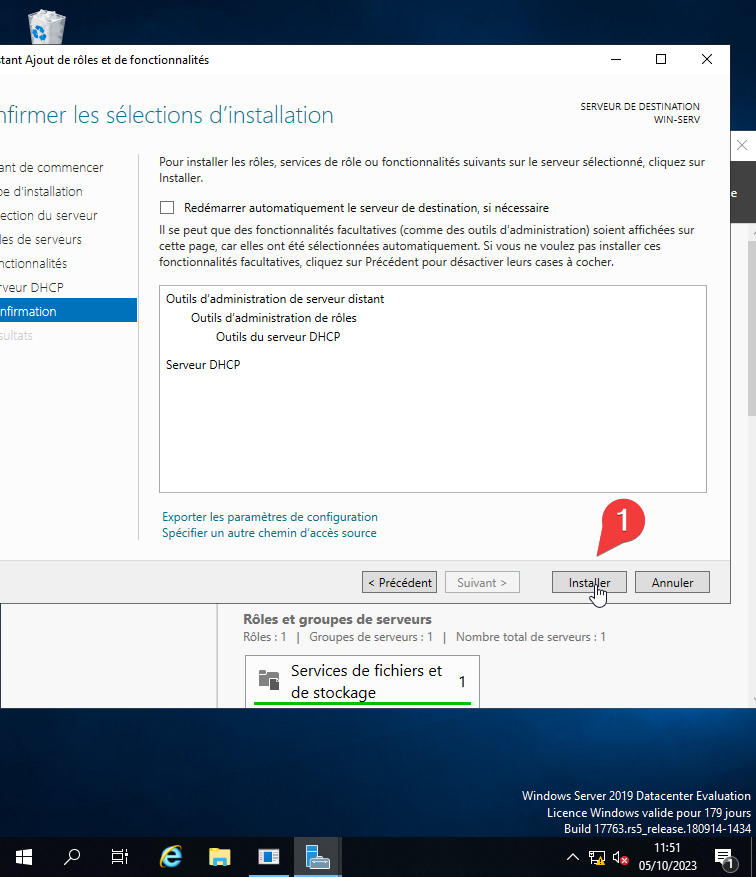 tant Ajout de rôles et de fonctionnalités
nfirmer les sélections d'installation
SERVEUR DE DESTINATION
WIN-SERV
ant de commencer
pe d'installation
ection du serveur
les de serveurs
nctionnalités
rveur DHCP
nfirmation
sultats
Pour installer les rôles, services de rôle ou fonctionnalités suivants sur le serveur sélectionné, cliquez sur
Installer.
Redémarrer automatiquement le serveur de destination, si nécessaire
Il se peut que des fonctionnalités facultatives (comme des outils d'administration) soient affichées sur
cette page, car elles ont été sélectionnées automatiquement. Si vous ne voulez pas installer ces
fonctionnalités facultatives, cliquez sur Précédent pour désactiver leurs cases à cocher.
Outils d'administration de serveur distant
Outils d'administration de rôles
Outils du serveur DHCP
Serveur DHCP
Exporter les paramètres de configuration
Spécifier un autre chemin d'accès source
1
< Précédent
Suivant >
Installer
Annuler
e
Rôles et groupes de serveurs
Rôles : 1 | Groupes de serveurs : 1 | Nombre total de serveurs : 1
Services de fichiers et
de stockage
1
Windows Server 2019 Datacenter Evaluation
Licence Windows valide pour 179 jours
Build 17763.rs5_release.180914-1434
11:51
05/10/2023
1